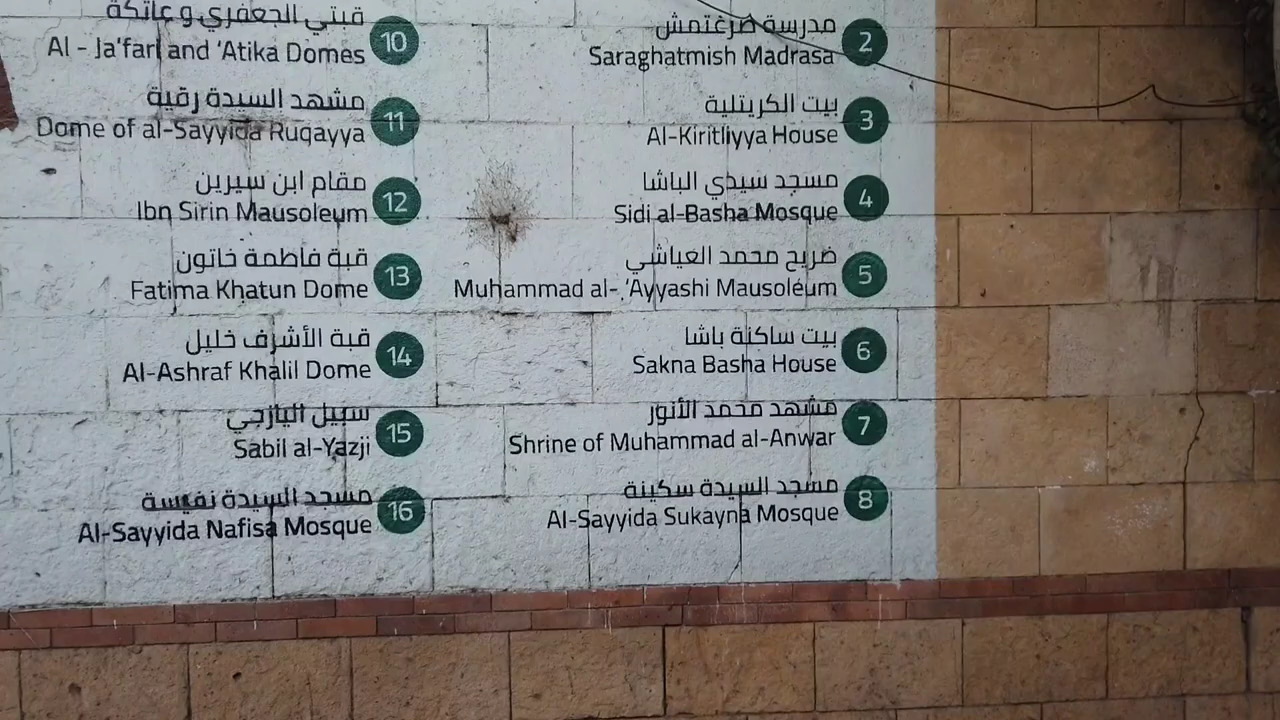 مدرسة صرغتمش
2
Saraghatmish Madrasa
بيت الكريتلية
3
Al-Kiritliyya House
مسجد سيدي الباشا
4
Sidi al-Basha Mosque
ضريح محمد العياشي
5
Muhammad al-'Ayyashi Mausoleum
بيت ساكنة باشا
6
Sakna Basha House
مشهد محمد الأنور
7
Shrine of Muhammad al-Anwar
مسجد السيدة سكينة
8
Al-Sayyida Sukayna Mosque
قبتي الجعفري و عاتكة
10
Al - Ja'fari and 'Atika Domes
مشهد السيدة رقية
11
Dome of al-Sayyida Ruqayya
مقام ابن سيرين
12
Ibn Sirin Mausoleum
قبة فاطمة خاتون
13
Fatima Khatun Dome
قبة الأشرف خليل
14
Al-Ashraf Khalil Dome
سبيل اليازجي
15
Sabil al-Yazji
مسجد السيدة نفيسة
16
Al-Sayyida Nafisa Mosque